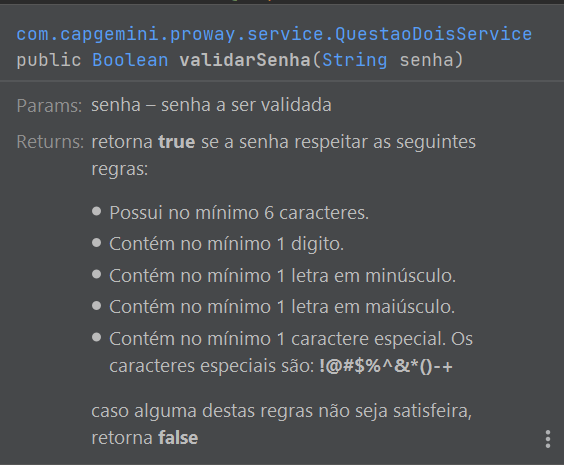 com.capgemini.proway.service.QuestaoDoisService
public Boolean validarSenha(String senha)
Params: senha – senha a ser validada
Returns: retorna true se a senha respeitar as seguintes
regras:
• Possui no mínimo 6 caracteres.
• Contém no mínimo 1 digito.
• Contém no mínimo 1 letra em minúsculo.
• Contém no mínimo 1 letra em maiúsculo.
• Contém no mínimo 1 caractere especial. Os
caracteres especiais são: !@#$%^&*()-+
caso alguma destas regras não seja satisfeira,
retorna false